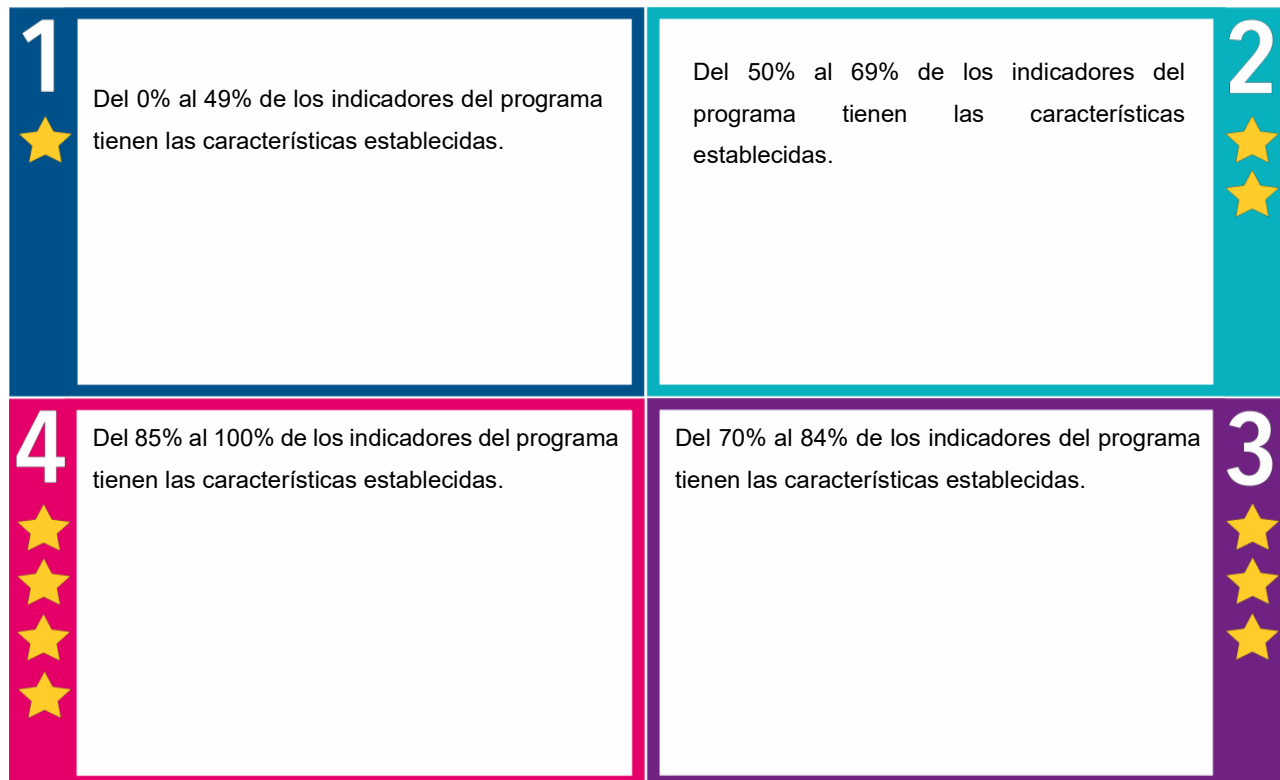 1
Del 0% al 49% de los indicadores del programa
tienen las características establecidas.
2
Del 50% al 69% de los indicadores del
programa tienen las características
establecidas.
4
Del 85% al 100% de los indicadores del programa
tienen las características establecidas.
3
Del 70% al 84% de los indicadores del programa
tienen las características establecidas.